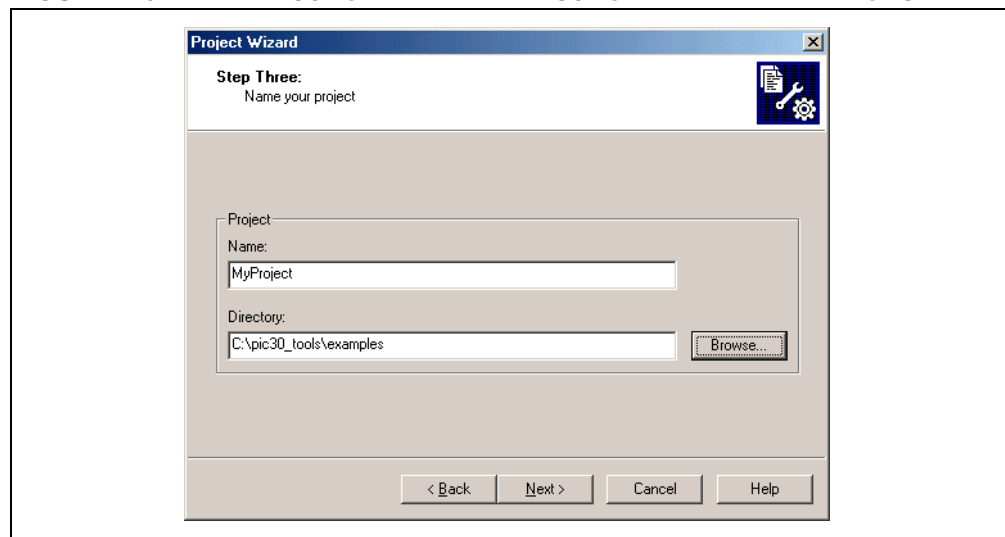 Project Wizard
Step Three:
Name your project
Project
Name:
MyProject
Directory:
C:\pic30_tools\examples
Browse...
< Back Next > Cancel Help